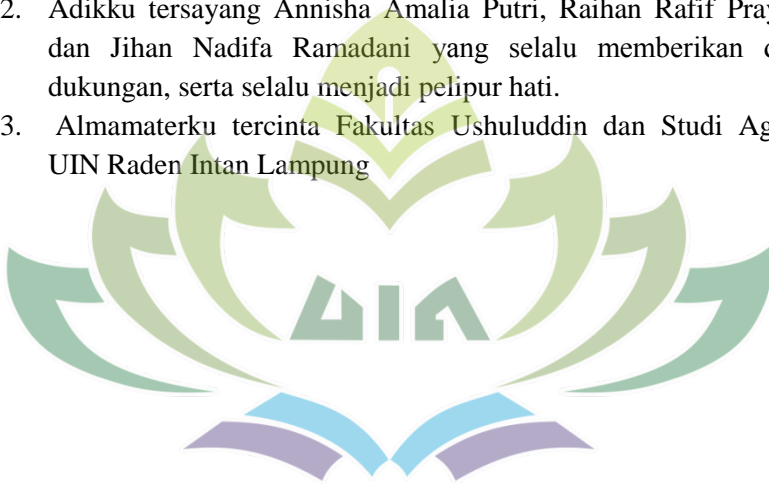 2. Adikku tersayang Annisha Amalia Putri, Raihan Rafif
dan Jihan Nadifa Ramadani yang selalu memberikan
dukungan, serta selalu menjadi pelipur hati.
3. Almamaterku tercinta Fakultas Ushuluddin dan Studi
UIN Raden Intan Lampung
UIN